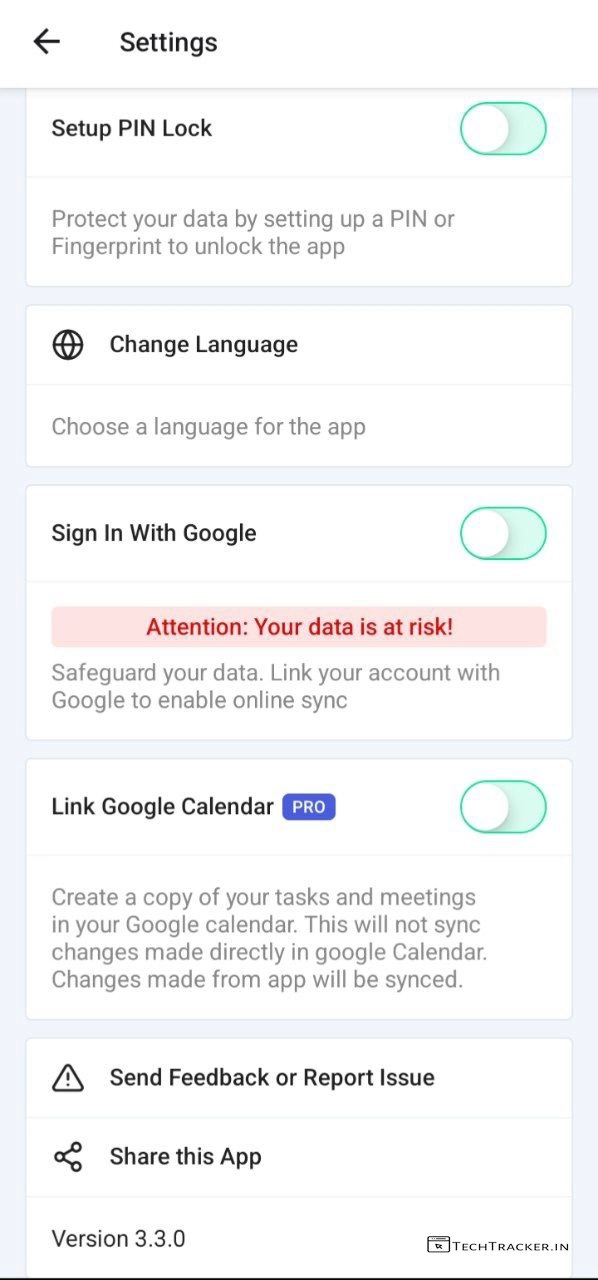 Settings
Setup PIN Lock
Protect your data by setting up a PIN or
Fingerprint to unlock the app
Change Language
Choose a language for the app
Sign In With Google
Attention: Your data is at risk!
Safeguard your data. Link your account with
Google to enable online sync
Link Google Calendar PRO
Create a copy of your tasks and meetings
in your Google calendar. This will not sync
changes made directly in google Calendar.
Changes made from app will be synced.
Send Feedback or Report Issue
Share this App
Version 3.3.0
TECHTRACKER.IN